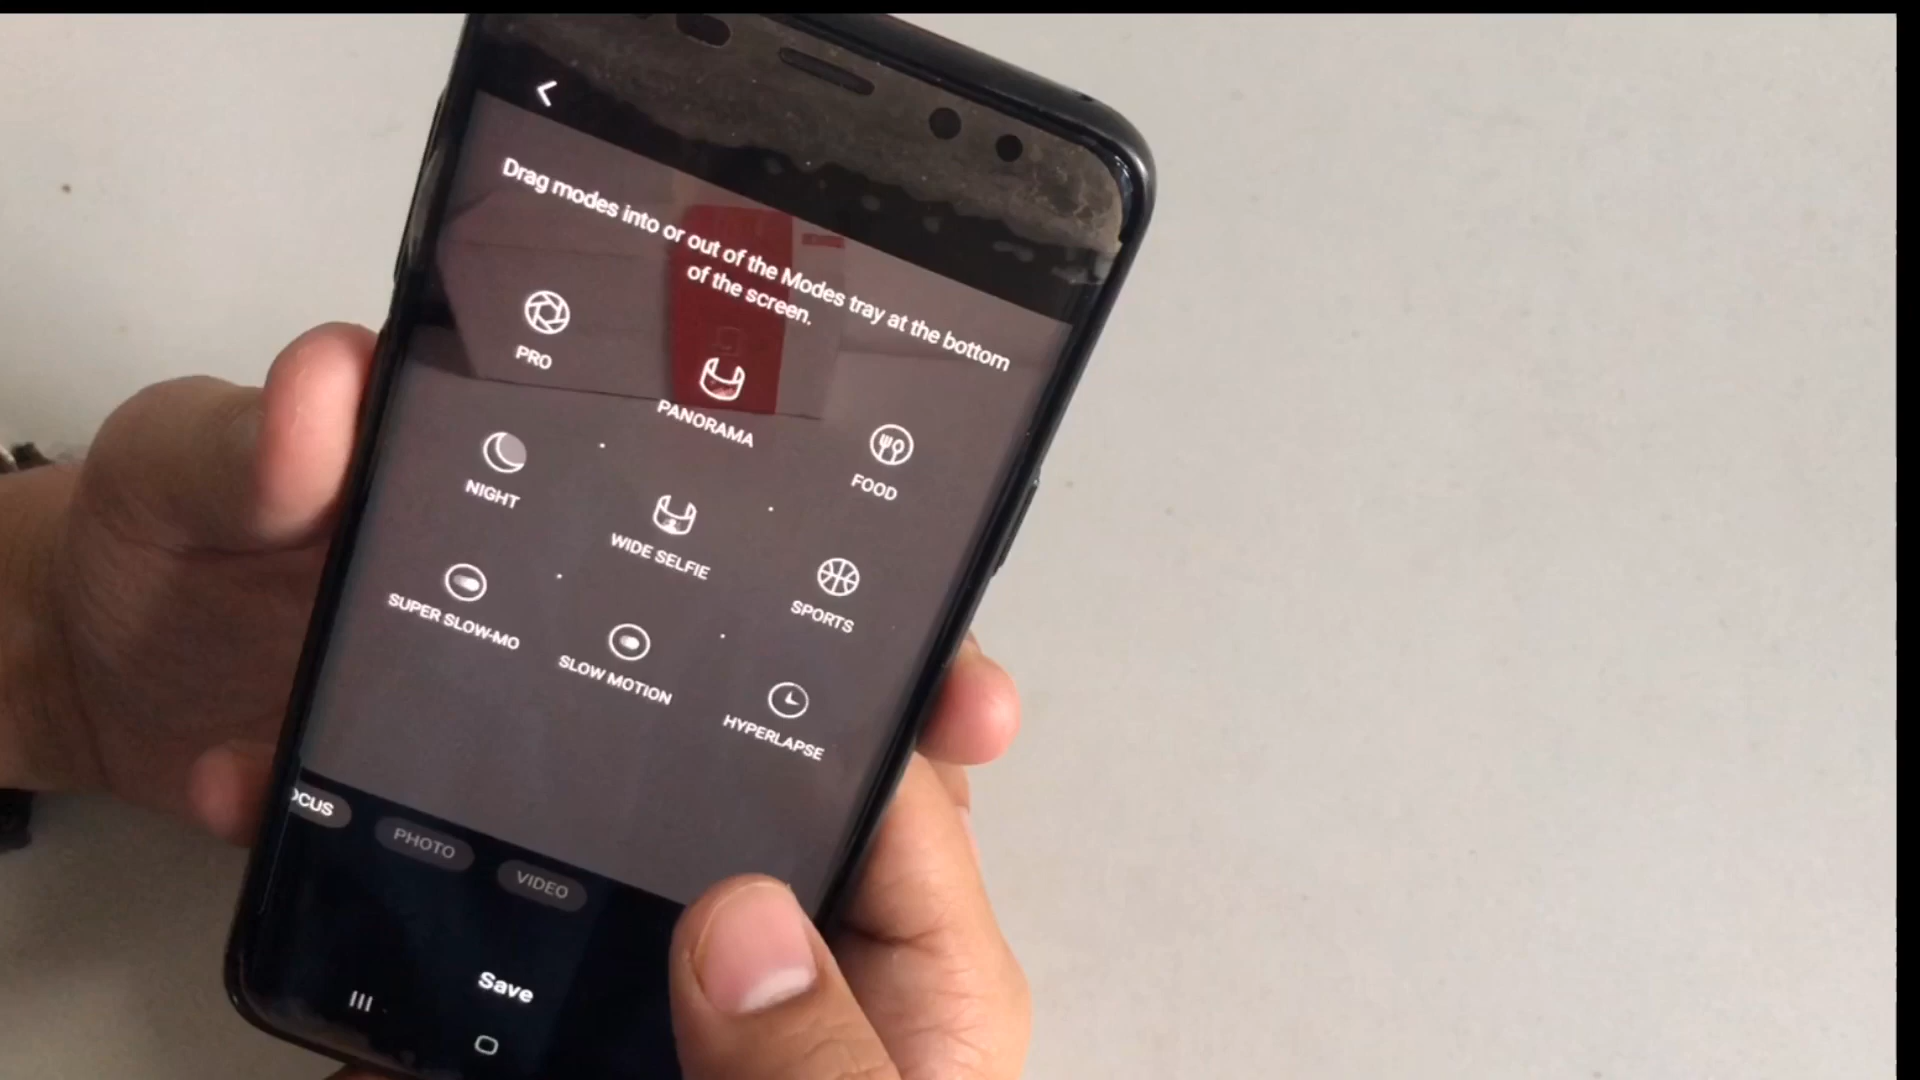 Drag modes into or out of the Modes tray at the bottom
of the screen.
PRO
PANORAMA
FOOD
NIGHT
WIDE SELFIE
SPORTS
SUPER SLOW-MO
SLOW MOTION
HYPERLAPSE
OCUS
PHOTO
VIDEO
Save